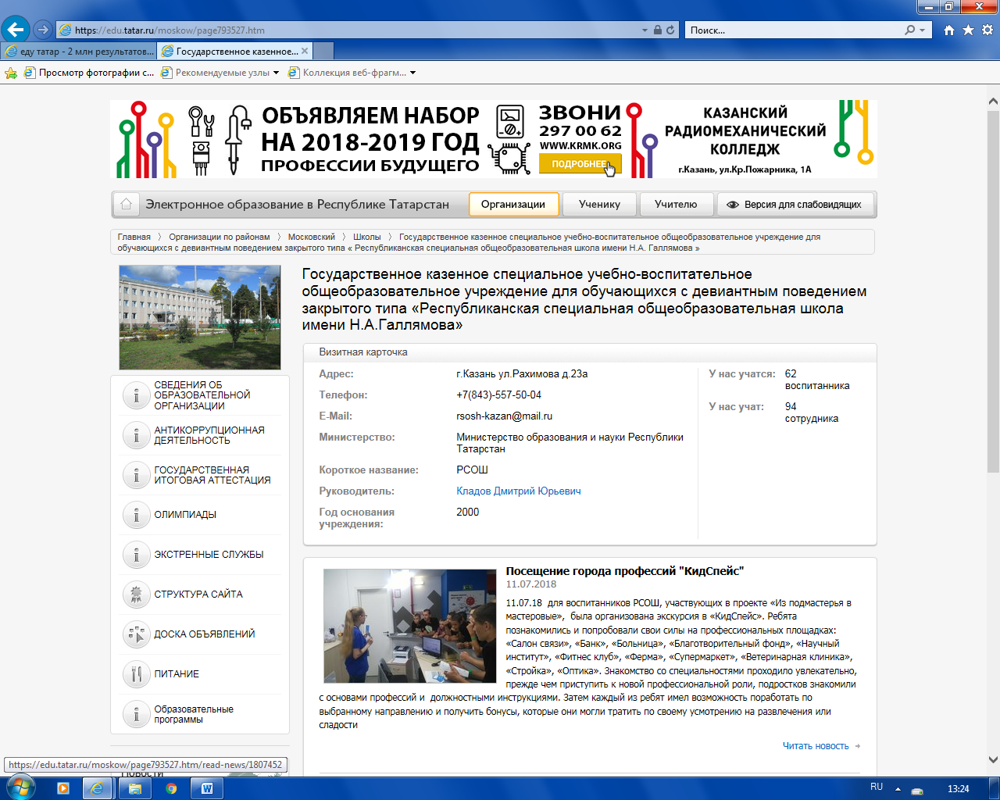 https://edu.tatar.ru/moskow/page793527.htm
Поиск...
еду татар - 2 млн результатов...
Государственное казенное...
Просмотр фотографии с...
Рекомендуемые узлы
Коллекция веб-фрагм...
ОБЪЯВЛЯЕМ НАБОР
НА 2018-2019 ГОД
ПРОФЕССИИ БУДУЩЕГО
ЗВОНИ
297 00 62
WWW.KRMK.ORG
ПОДРОБНЕЕ
КАЗАНСКИЙ
РАДИОМЕХАНИЧЕСКИЙ
КОЛЛЕДЖ
г.Казань, ул.Кр.Пожарника, 1А
Электронное образование в Республике Татарстан
Организации
Ученику
Учителю
Версия для слабовидящих
Главная > Организации по районам > Московский > Школы > Государственное казенное специальное учебно-воспитательное общеобразовательное учреждение для
обучающихся с девиантным поведением закрытого типа « Республиканская специальная общеобразовательная школа имени Н.А. Галлямова »
Государственное казенное специальное учебно-воспитательное
общеобразовательное учреждение для обучающихся с девиантным поведением
закрытого типа «Республиканская специальная общеобразовательная школа
имени Н.А.Галлямова»
СВЕДЕНИЯ ОБ
ОБРАЗОВАТЕЛЬНОЙ
ОРГАНИЗАЦИИ
АНТИКОРРУПЦИОННАЯ
ДЕЯТЕЛЬНОСТЬ
ГОСУДАРСТВЕННАЯ
ИТОГОВАЯ АТТЕСТАЦИЯ
ОЛИМПИАДЫ
ЭКСТРЕННЫЕ СЛУЖБЫ
СТРУКТУРА САЙТА
ДОСКА ОБЪЯВЛЕНИЙ
ПИТАНИЕ
Образовательные
программы
Визитная карточка
Адрес: г.Казань ул.Рахимова д.23а
Телефон: +7(843)-557-50-04
E-Mail: rsosh-kazan@mail.ru
Министерство: Министерство образования и науки Республики
Татарстан
Короткое название: РСОШ
Руководитель: Кладов Дмитрий Юрьевич
Год основания
учреждения: 2000
У нас учатся: 62
воспитанника
У нас учат: 94
сотрудника
Посещение города профессий "КидСпейс"
11.07.2018
11.07.18 для воспитанников РСОШ, участвующих в проекте «Из подмастерья в
мастеровые», была организована экскурсия в «КидСпейс». Ребята
познакомились и попробовали свои силы на профессиональных площадках:
«Салон связи», «Банк», «Больница», «Благотворительный фонд», «Научный
институт», «Фитнес клуб», «Ферма», «Супермаркет», «Ветеринарная клиника»,
«Стройка», «Оптика». Знакомство со специальностями проходило увлекательно,
прежде чем приступить к новой профессиональной роли, подростков знакомили
с основами профессий и должностными инструкциями. Затем каждый из ребят имел возможность поработать по
выбранному направлению и получить бонусы, которые они могли тратить по своему усмотрению на развлечения или
сладости
Читать новость
https://edu.tatar.ru/moskow/page793527.htm/read-news/1807452
Новости
RU
13:24